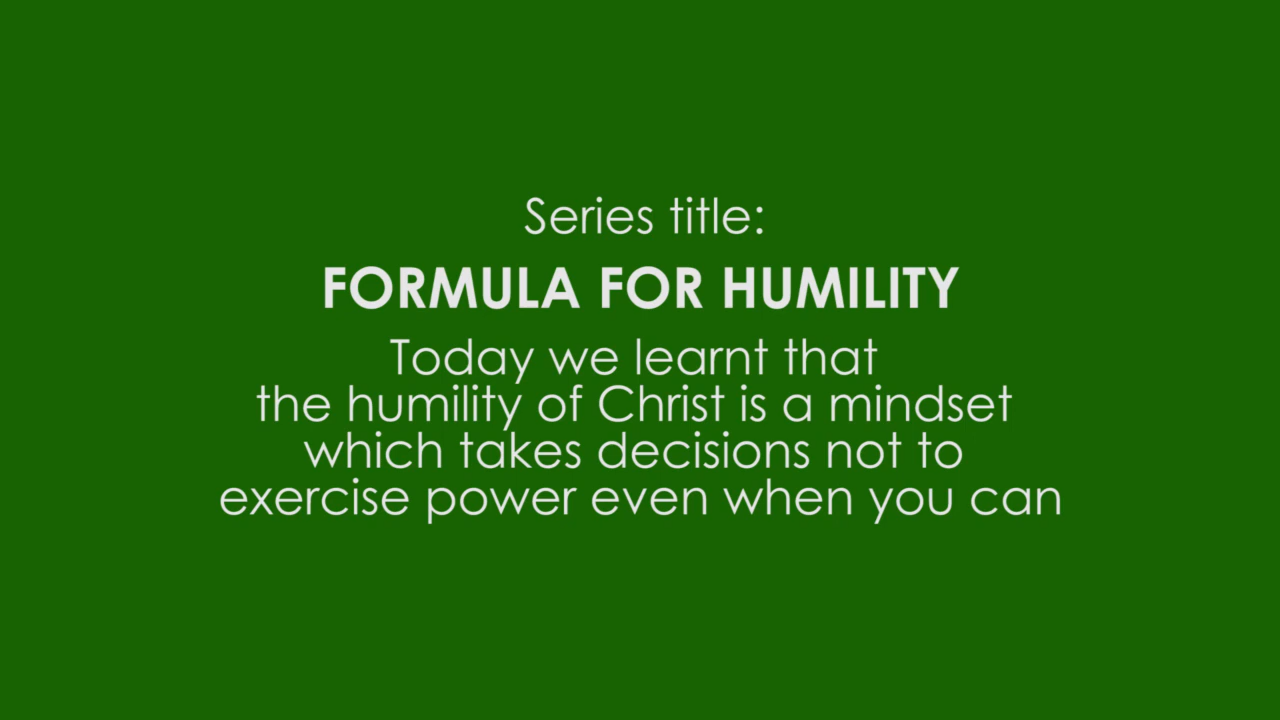 Series title:
FORMULA FOR HUMILITY
Today we learnt that
the humility of Christ is a mindset
which takes decisions not to
exercise power even when you can